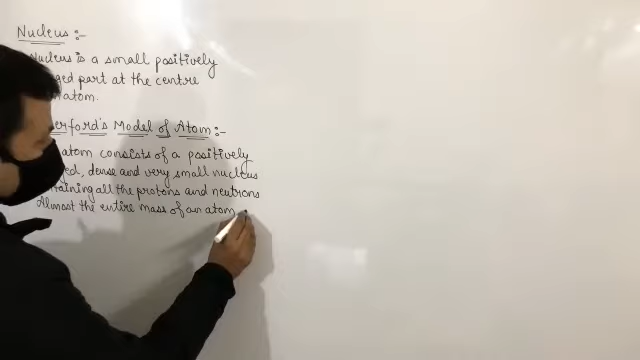 Nucleus :-
Nucleus is a small positively
ged part at the centre
atom.
erford's Model of Atom :-
atom consists of a positively
ged, dense and very small nucleus
taining all the protons and neutrons
Almost the entire mass of an atom